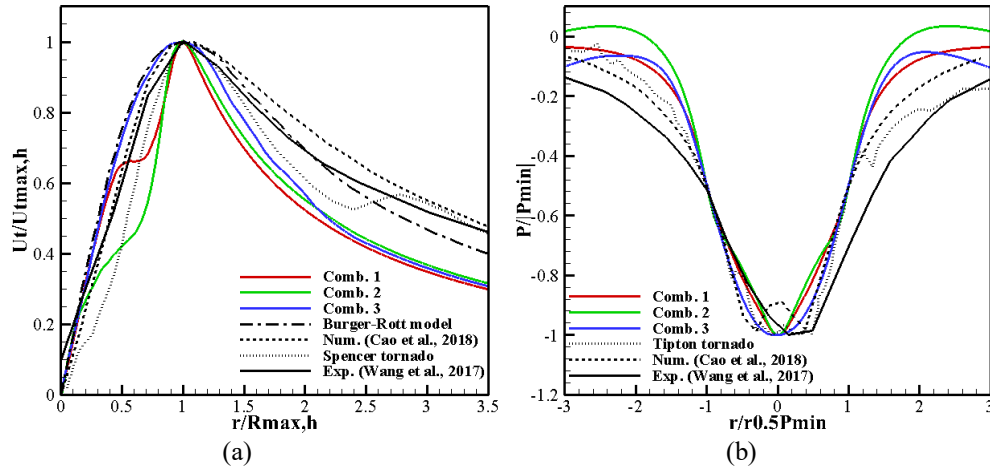 1
0.8
0.6
0.4
0.2
0
0
0.5
1
1.5
2
2.5
3
3.5
Ut/Utmax,h
r/Rmax,h
Comb. 1
Comb. 2
Comb. 3
Burger-Rott model
Num. (Cao et al., 2018)
Spencer tornado
Exp. (Wang et al., 2017)
(a)
0
-0.2
-0.4
-0.6
-0.8
-1
-1.2
-3
-2
-1
0
1
2
3
P/|Pmin|
r/r0.5Pmin
Comb. 1
Comb. 2
Comb. 3
Tipton tornado
Num. (Cao et al., 2018)
Exp. (Wang et al., 2017)
(b)